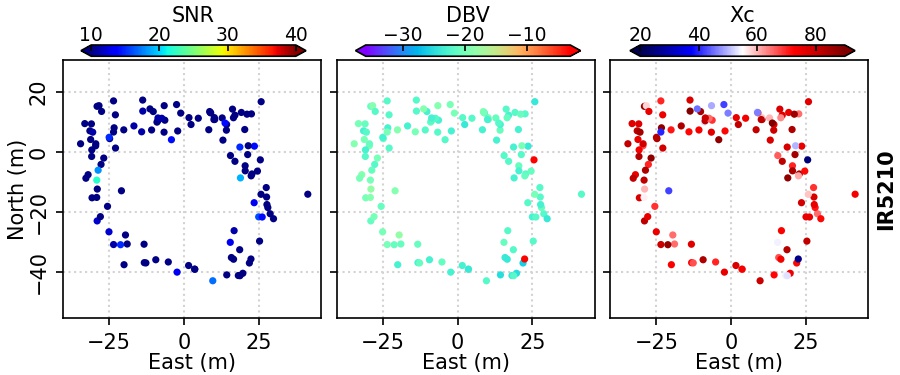 SNR DBV Xc
10 20 30 40 −30 −20 −10 20 40 60 80
20
0
−20
−40
North (m)
IR5210
−25 0 25 −25 0 25 −25 0 25
East (m) East (m) East (m)